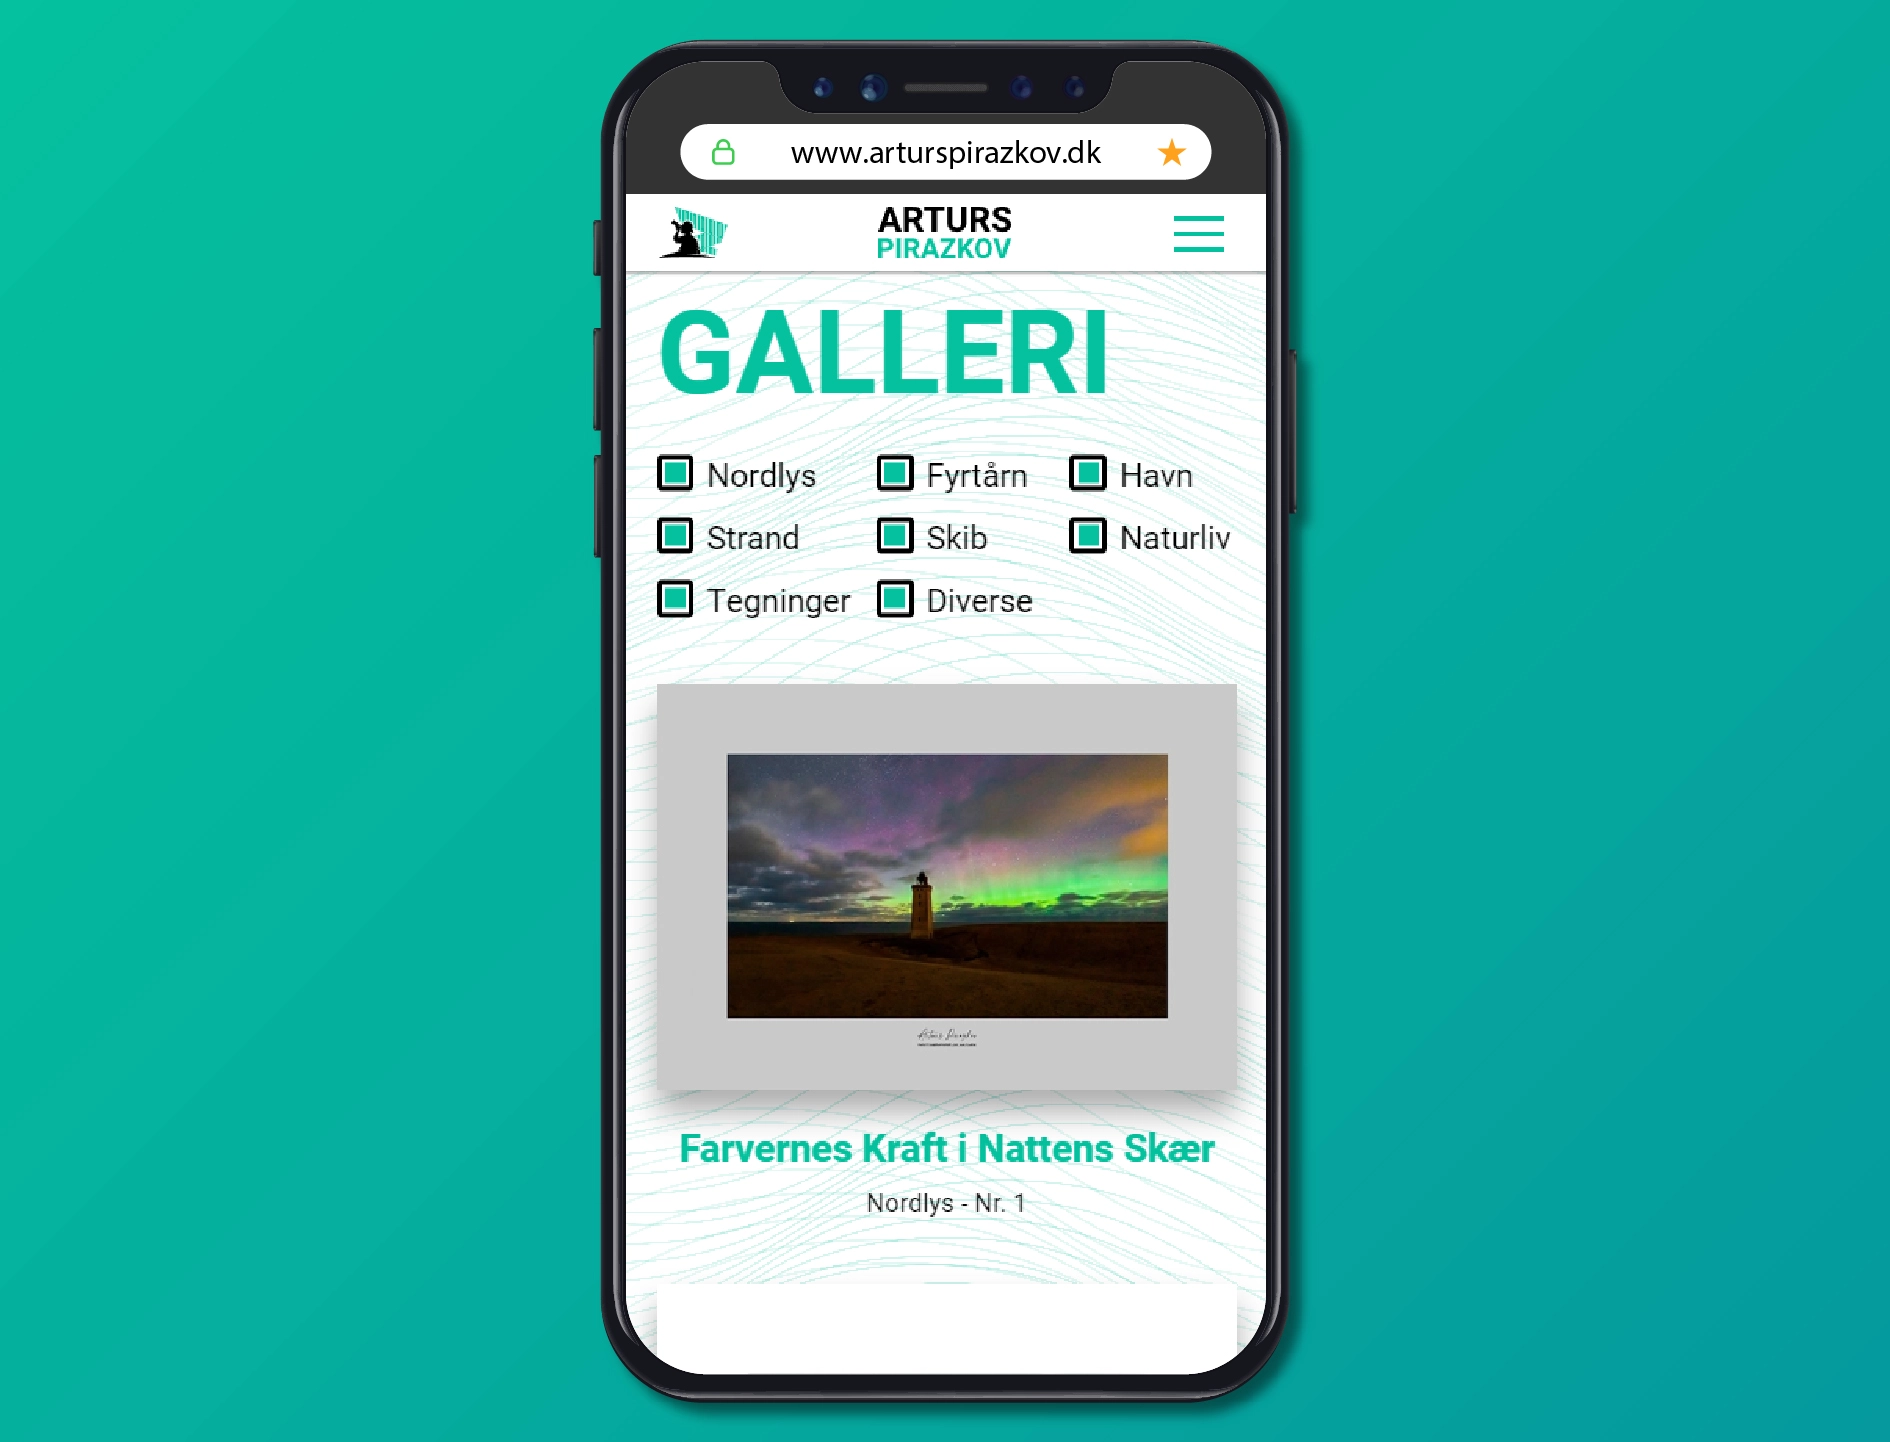 www.arturspirazkov.dk
ARTURS
PIRAZKOV
GALLERI
Nordlys Fyrtårn Havn
Strand Skib Naturliv
Tegninger Diverse
Farvernes Kraft i Nattens Skær
Nordlys - Nr. 1